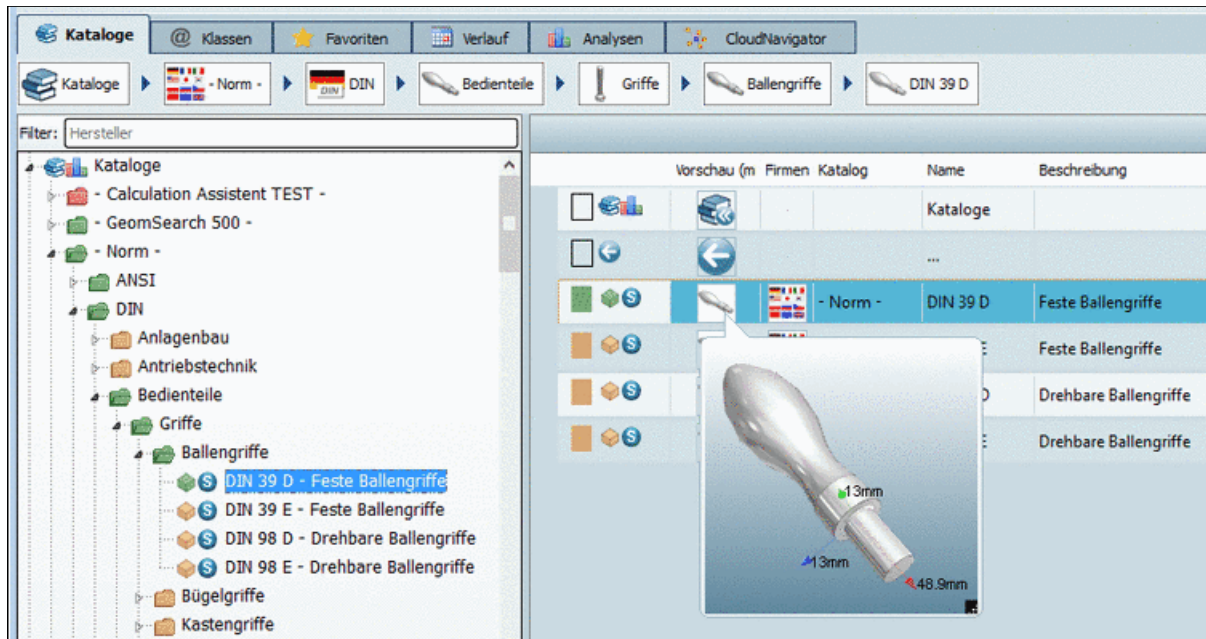 Kataloge @ Klassen Favoriten Verlauf Analysen CloudNavigator
Kataloge - Norm - DIN DIN Bedienteile Griffe Ballengriffe DIN 39 D
Filter: Hersteller
Kataloge
- Calculation Assistent TEST -
- GeomSearch 500 -
- Norm -
ANSI
DIN
Anlagenbau
Antriebstechnik
Bedienteile
Griffe
Ballengriffe
S DIN 39 D - Feste Ballengriffe
S DIN 39 E - Feste Ballengriffe
S DIN 98 D - Drehbare Ballengriffe
S DIN 98 E - Drehbare Ballengriffe
Bügelgriffe
Kastengriffe
Vorschau (m Firmen Katalog Name Beschreibung
Kataloge
...
S - Norm - DIN 39 D Feste Ballengriffe
S E Feste Ballengriffe
S D Drehbare Ballengriffe
S E Drehbare Ballengriffe
13mm
13mm
48.9mm